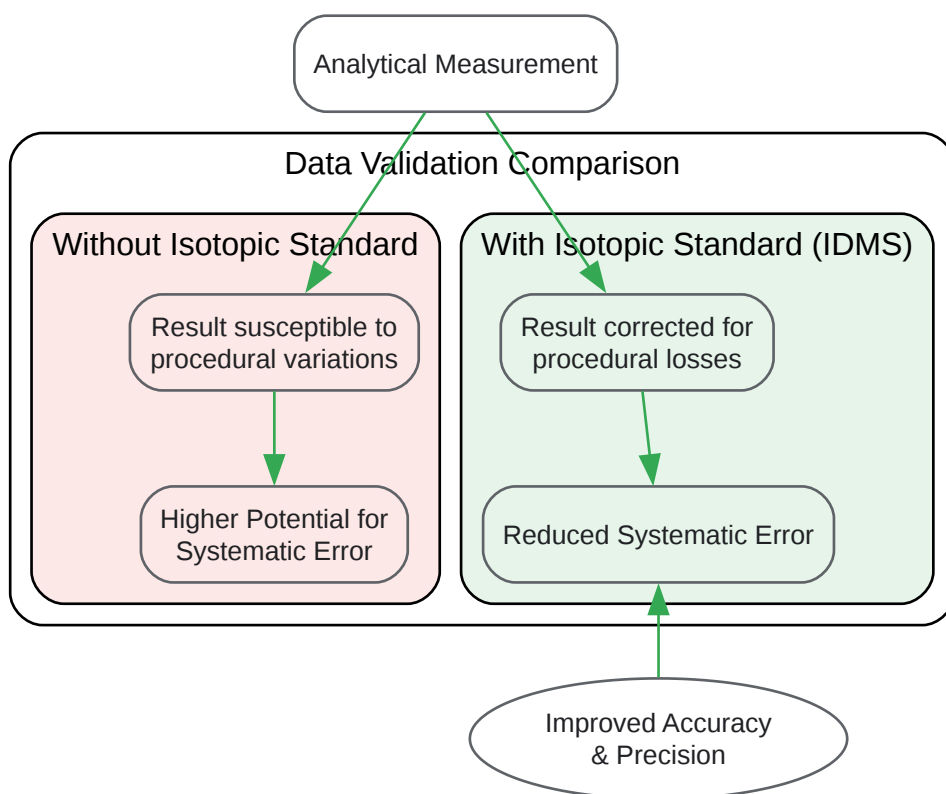 Analytical Measurement
Data Validation Comparison
Without Isotopic Standard
With Isotopic Standard (IDMS)
Result susceptible to
procedural variations
Result corrected for
procedural losses
Higher Potential for
Systematic Error
Reduced Systematic Error
Improved Accuracy
& Precision